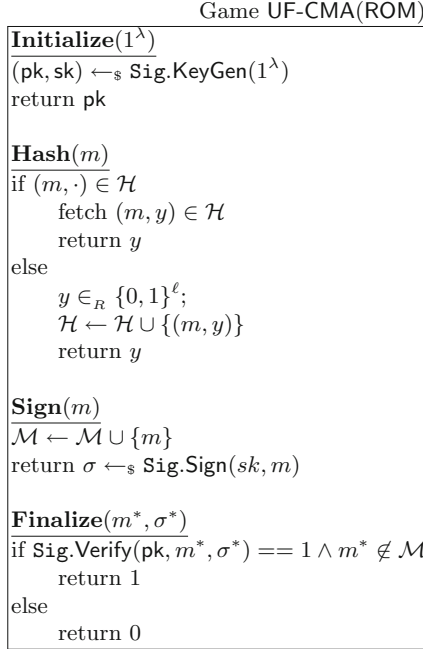 Game UF-CMA(ROM)
Initialize(1^λ)
(pk, sk) ←$ Sig.KeyGen(1^λ)
return pk
Hash(m)
if (m, ·) ∈ ℋ
fetch (m, y) ∈ ℋ
return y
else
y ∈_R {0, 1}^ℓ;
ℋ ← ℋ ∪ {(m, y)}
return y
Sign(m)
ℳ ← ℳ ∪ {m}
return σ ←$ Sig.Sign(sk, m)
Finalize(m*, σ*)
if Sig.Verify(pk, m*, σ*) == 1 ∧ m* ∉ ℳ
return 1
else
return 0